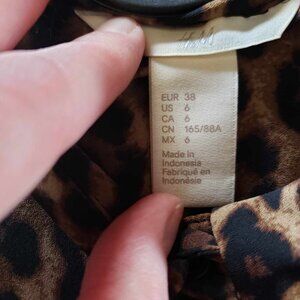 H&M
EUR 38
US 6
CA 6
CN 165/88A
MX 6
Made in
Indonesia
Fabriqué en
Indonésie